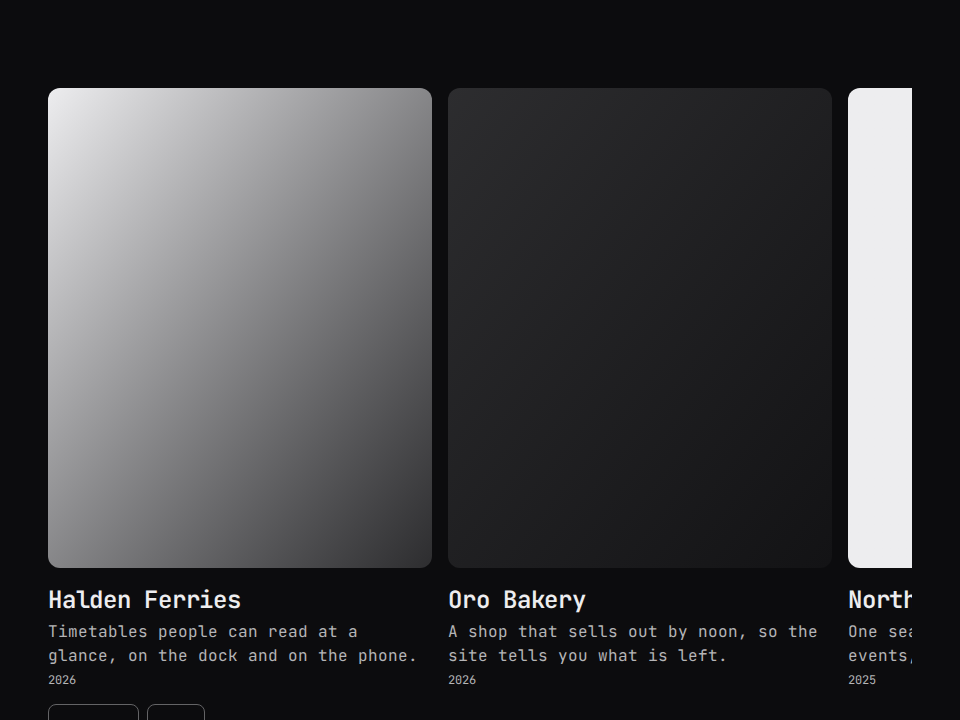 Halden Ferries
Timetables people can read at a
glance, on the dock and on the phone.
2026
Oro Bakery
A shop that sells out by noon, so the
site tells you what is left.
2026
North
One
events,
2025